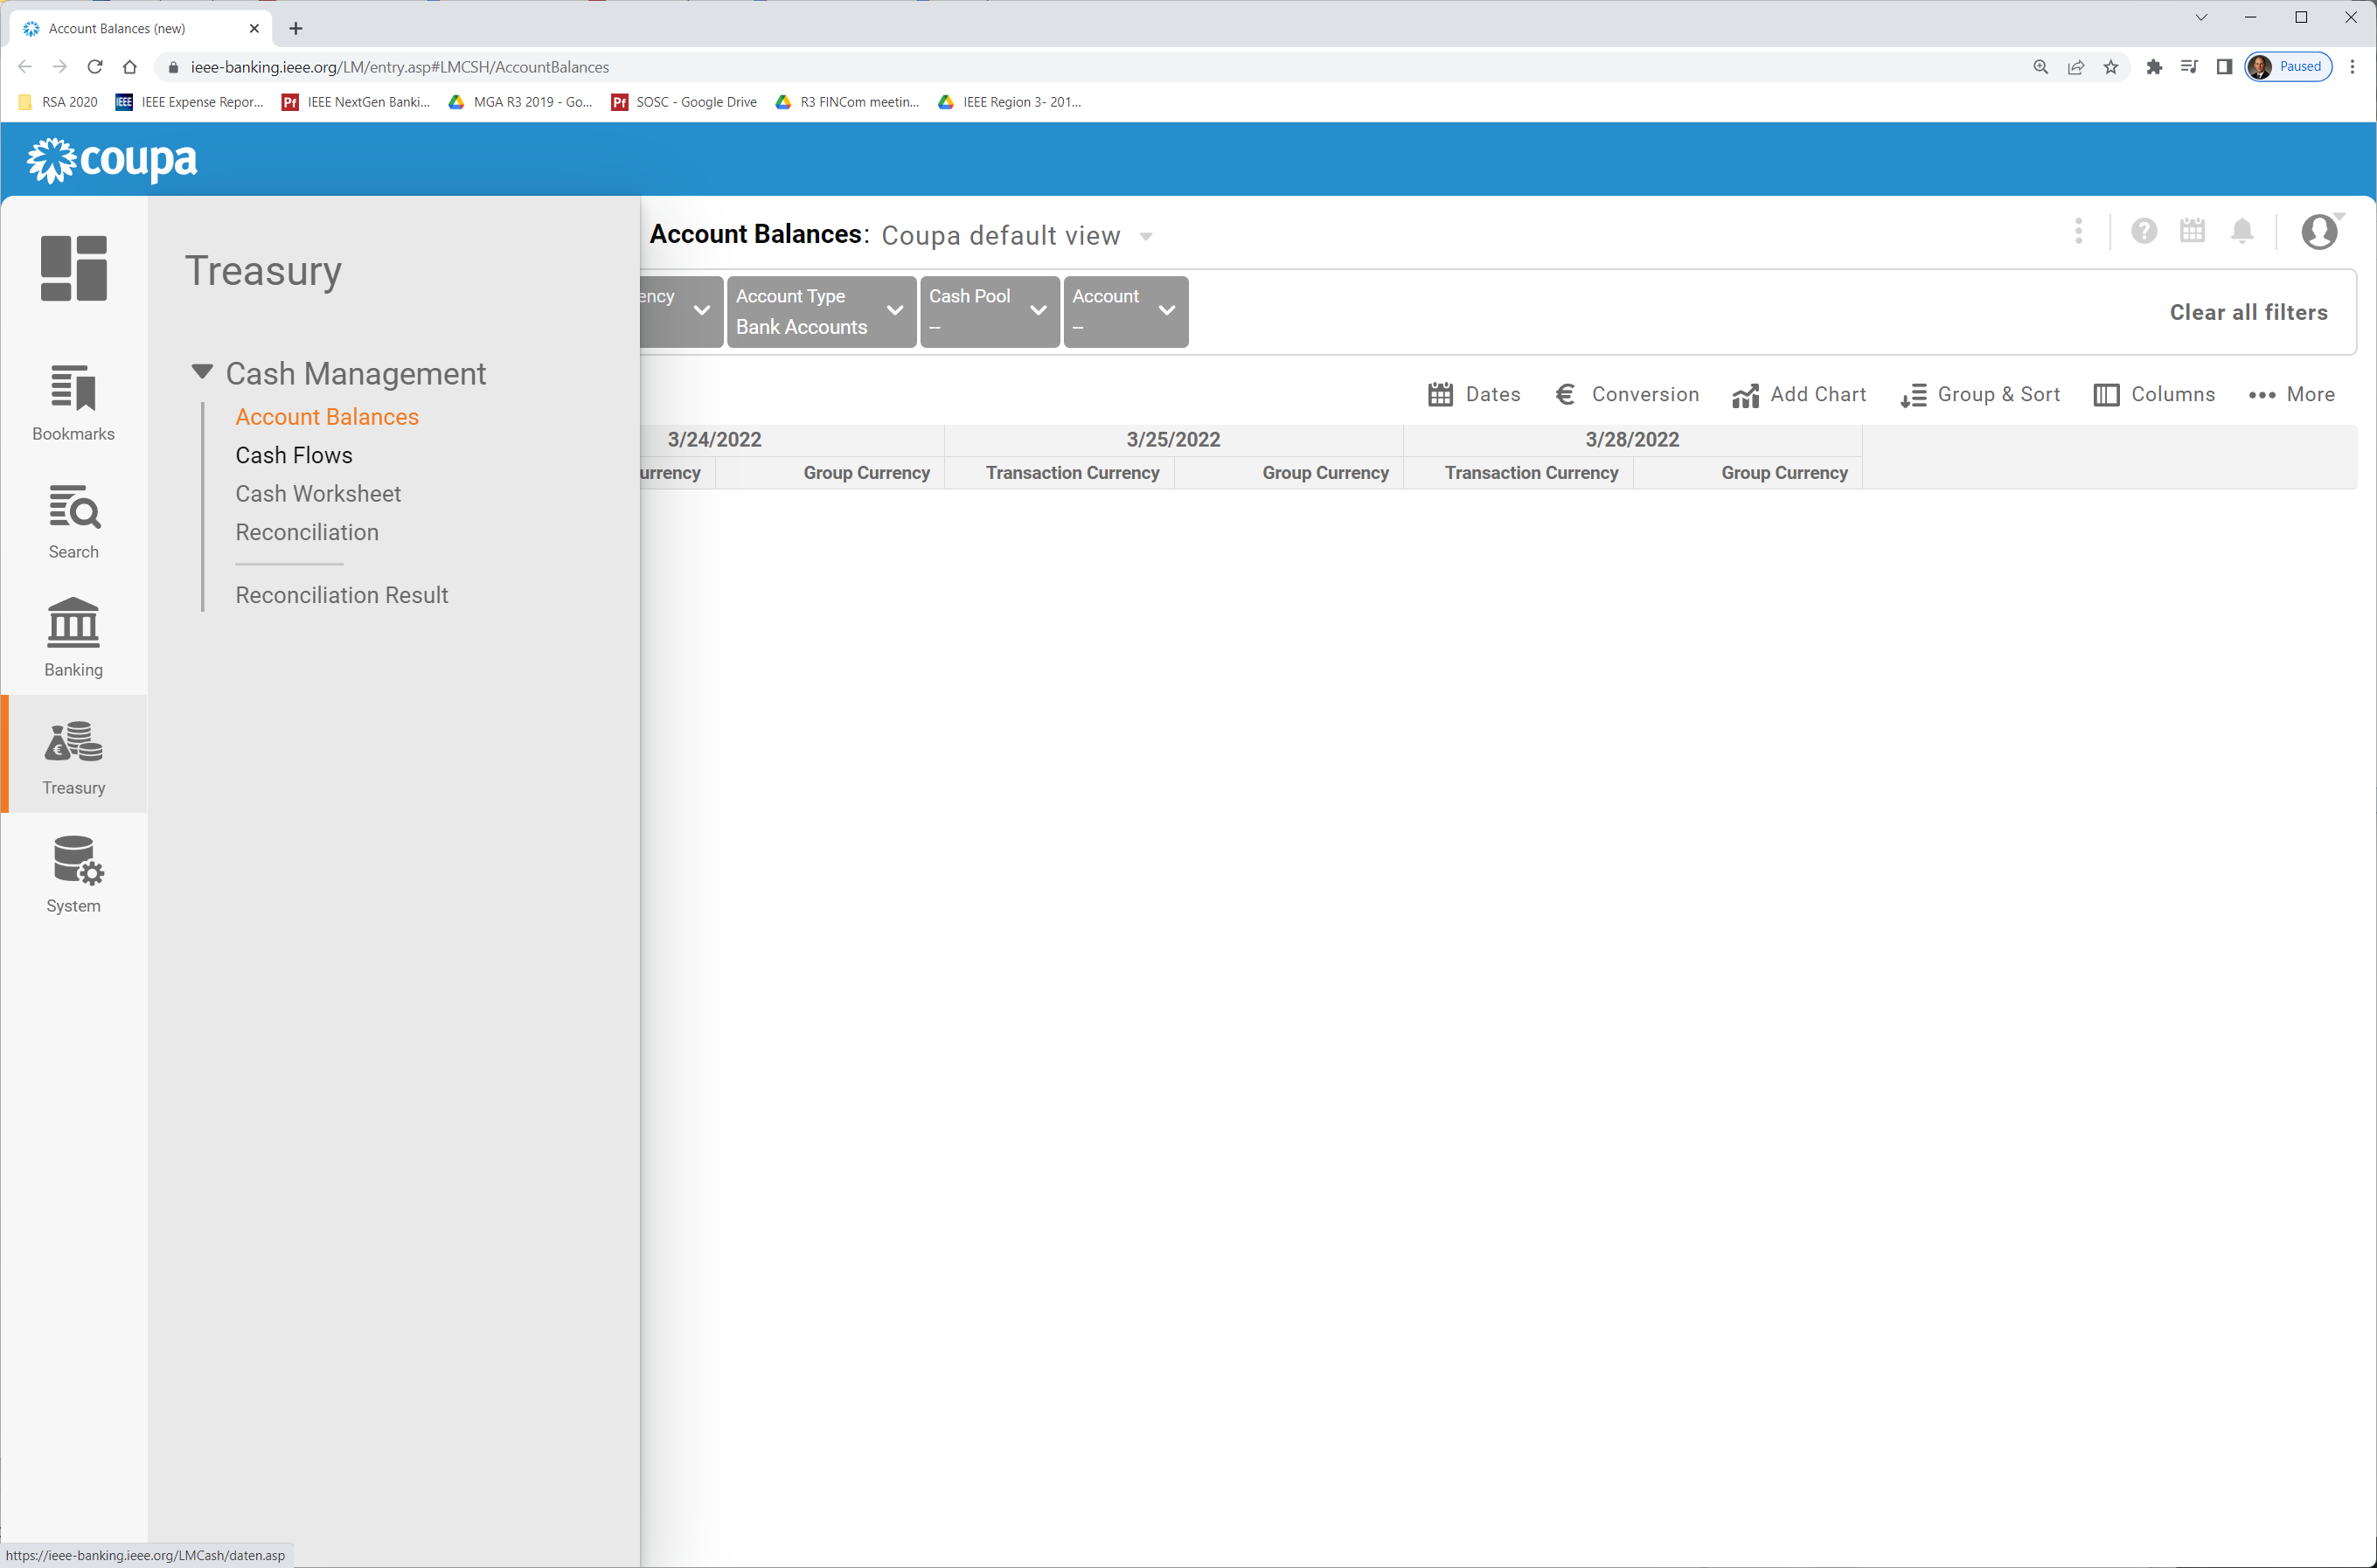 Account Balances (new)
ieee-banking.ieee.org/LM/entry.asp#LMCSH/AccountBalances
Paused
RSA 2020
IEEE
IEEE Expense Repor...
Pf
IEEE NextGen Banki...
MGA R3 2019 - Go...
Pf
SOSC - Google Drive
R3 FINCom meetin...
IEEE Region 3- 201...
coupa
Bookmarks
Search
Banking
Treasury
System
Treasury
Cash Management
Account Balances
Cash Flows
Cash Worksheet
Reconciliation
Reconciliation Result
Account Balances: Coupa default view
ency
Account Type
Bank Accounts
Cash Pool
--
Account
--
Clear all filters
Dates
€ Conversion
Add Chart
Group & Sort
Columns
More
3/24/2022 3/25/2022 3/28/2022
urrency Group Currency Transaction Currency Group Currency Transaction Currency Group Currency
https://ieee-banking.ieee.org/LMCash/daten.asp